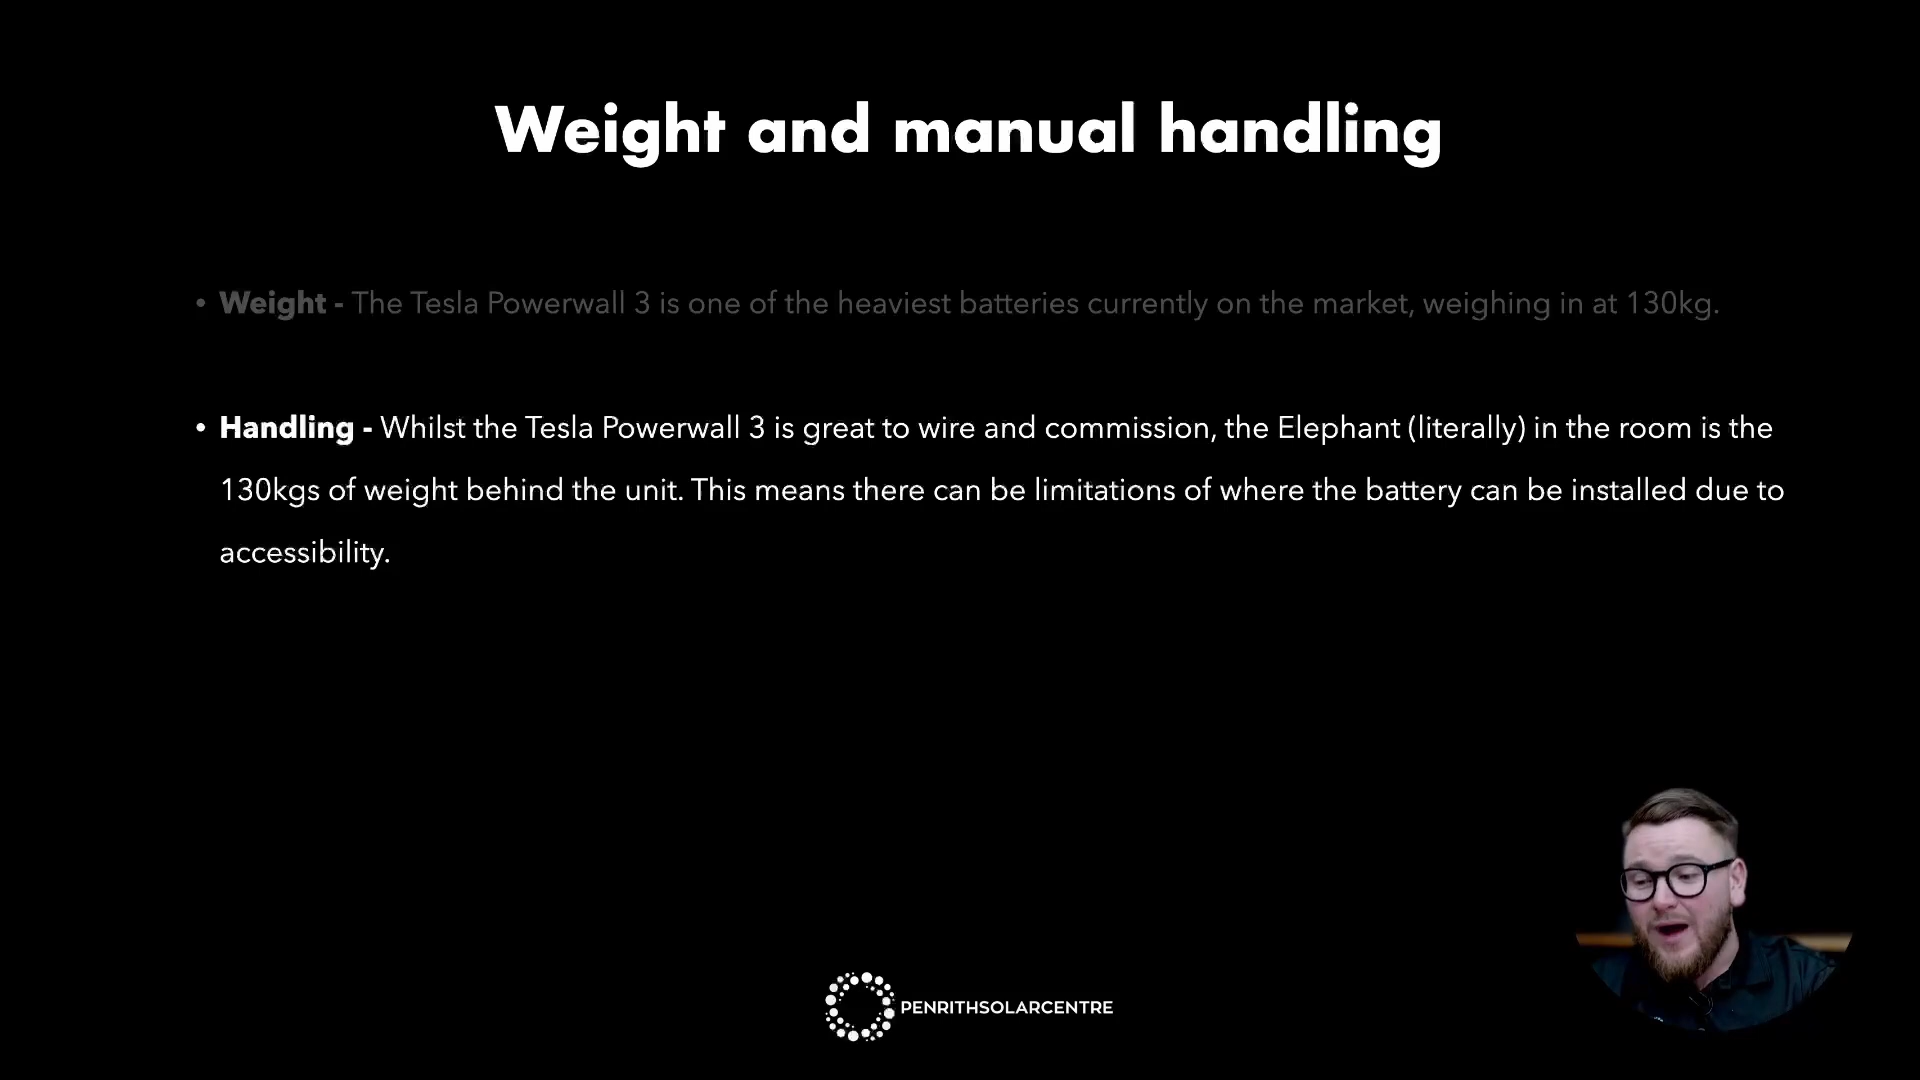 Weight and manual handling
• Weight - The Tesla Powerwall 3 is one of the heaviest batteries currently on the market, weighing in at 130kg.
• Handling - Whilst the Tesla Powerwall 3 is great to wire and commission, the Elephant (literally) in the room is the
130kgs of weight behind the unit. This means there can be limitations of where the battery can be installed due to
accessibility.
PENRITHSOLARCENTRE